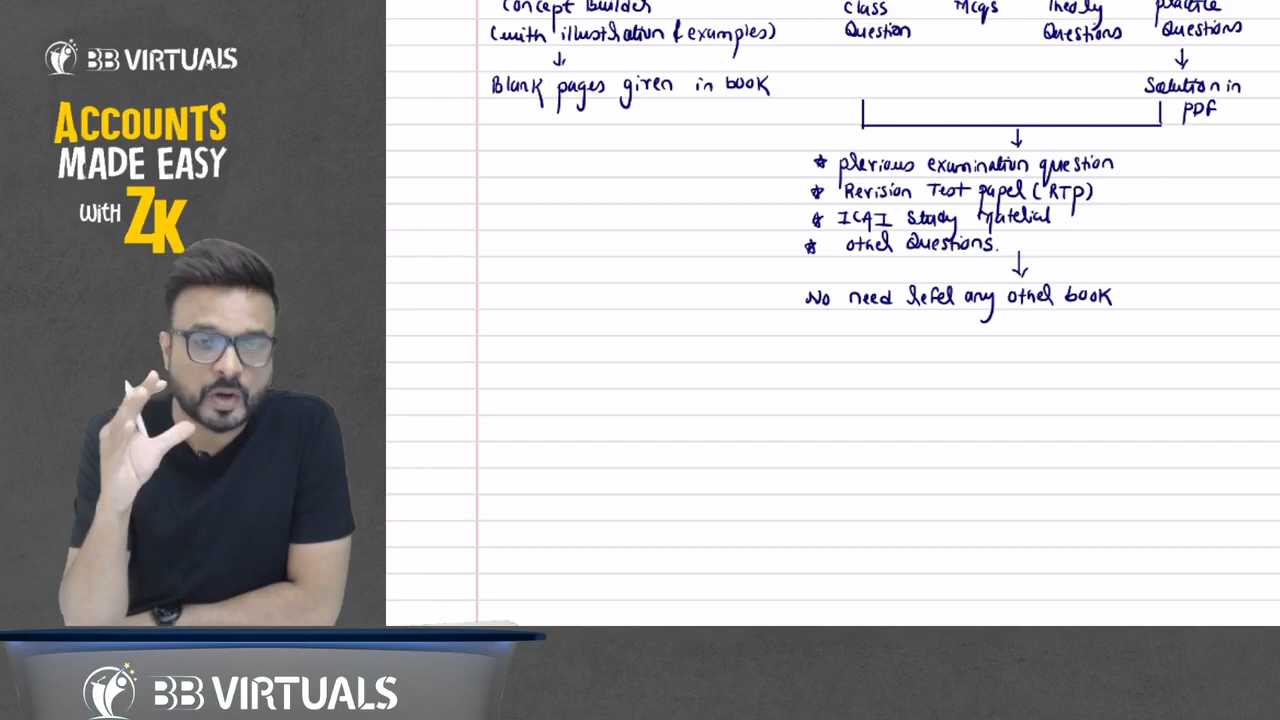 BB VIRTUALS
ACCOUNTS
MADE EASY
with ZK
Concept Builder
(with illustration & examples)
Blank pages given in book
class
Question
MCQs
Theory
Questions
practice
Questions
Solution in
PDF
* previous examination question
* Revision Test paper (RTP)
* ICAI Study Material
* other Questions.
No need refer any other book
BB VIRTUALS